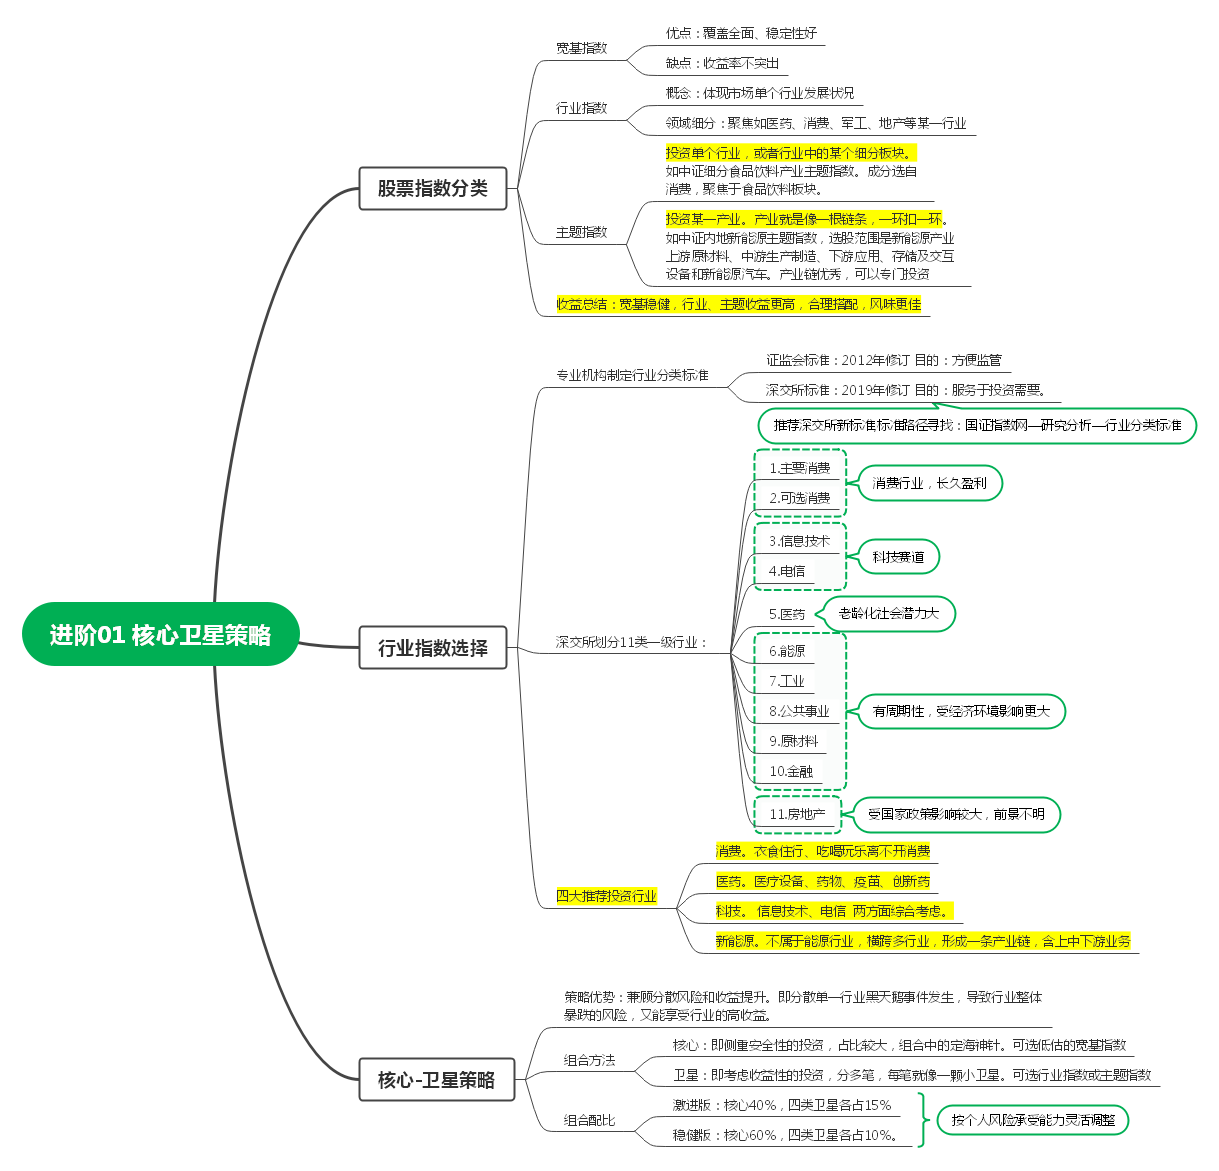 进阶01 核心卫星策略
股票指数分类
宽基指数
优点：覆盖全面、稳定性好
缺点：收益率不突出
行业指数
概念：体现市场单个行业发展状况
领域细分：聚焦如医药、消费、军工、地产等某一行业
主题指数
投资单个行业，或者行业中的某个细分板块。
如中证细分食品饮料产业主题指数。成分选自
消费，聚焦于食品饮料板块。
投资某一产业。产业就是像一根链条，一环扣一环。
如中证内地新能源主题指数，选股范围是新能源产业
上游原材料、中游生产制造、下游应用、存储及交互
设备和新能源汽车。产业链优秀，可以专门投资
收益总结：宽基稳健，行业、主题收益更高，合理搭配，风味更佳
行业指数选择
专业机构制定行业分类标准
证监会标准：2012年修订 目的：方便监管
深交所标准：2019年修订 目的：服务于投资需要。
推荐深交所新标准标准路径寻找：国证指数网—研究分析—行业分类标准
深交所划分11类一级行业：
1.主要消费
2.可选消费
消费行业，长久盈利
3.信息技术
4.电信
科技赛道
5.医药
老龄化社会潜力大
6.能源
7.工业
8.公共事业
9.原材料
10.金融
有周期性，受经济环境影响更大
11.房地产
受国家政策影响较大，前景不明
四大推荐投资行业
消费。衣食住行、吃喝玩乐离不开消费
医药。医疗设备、药物、疫苗、创新药
科技。 信息技术、电信 两方面综合考虑。
新能源。不属于能源行业，横跨多行业，形成一条产业链，含上中下游业务
核心-卫星策略
策略优势：兼顾分散风险和收益提升。即分散单一行业黑天鹅事件发生，导致行业整体
暴跌的风险，又能享受行业的高收益。
组合方法
核心：即侧重安全性的投资，占比较大，组合中的定海神针。可选低估的宽基指数
卫星：即考虑收益性的投资，分多笔，每笔就像一颗小卫星。可选行业指数或主题指数
组合配比
激进版：核心40%，四类卫星各占15%
稳健版：核心60%，四类卫星各占10%。
按个人风险承受能力灵活调整